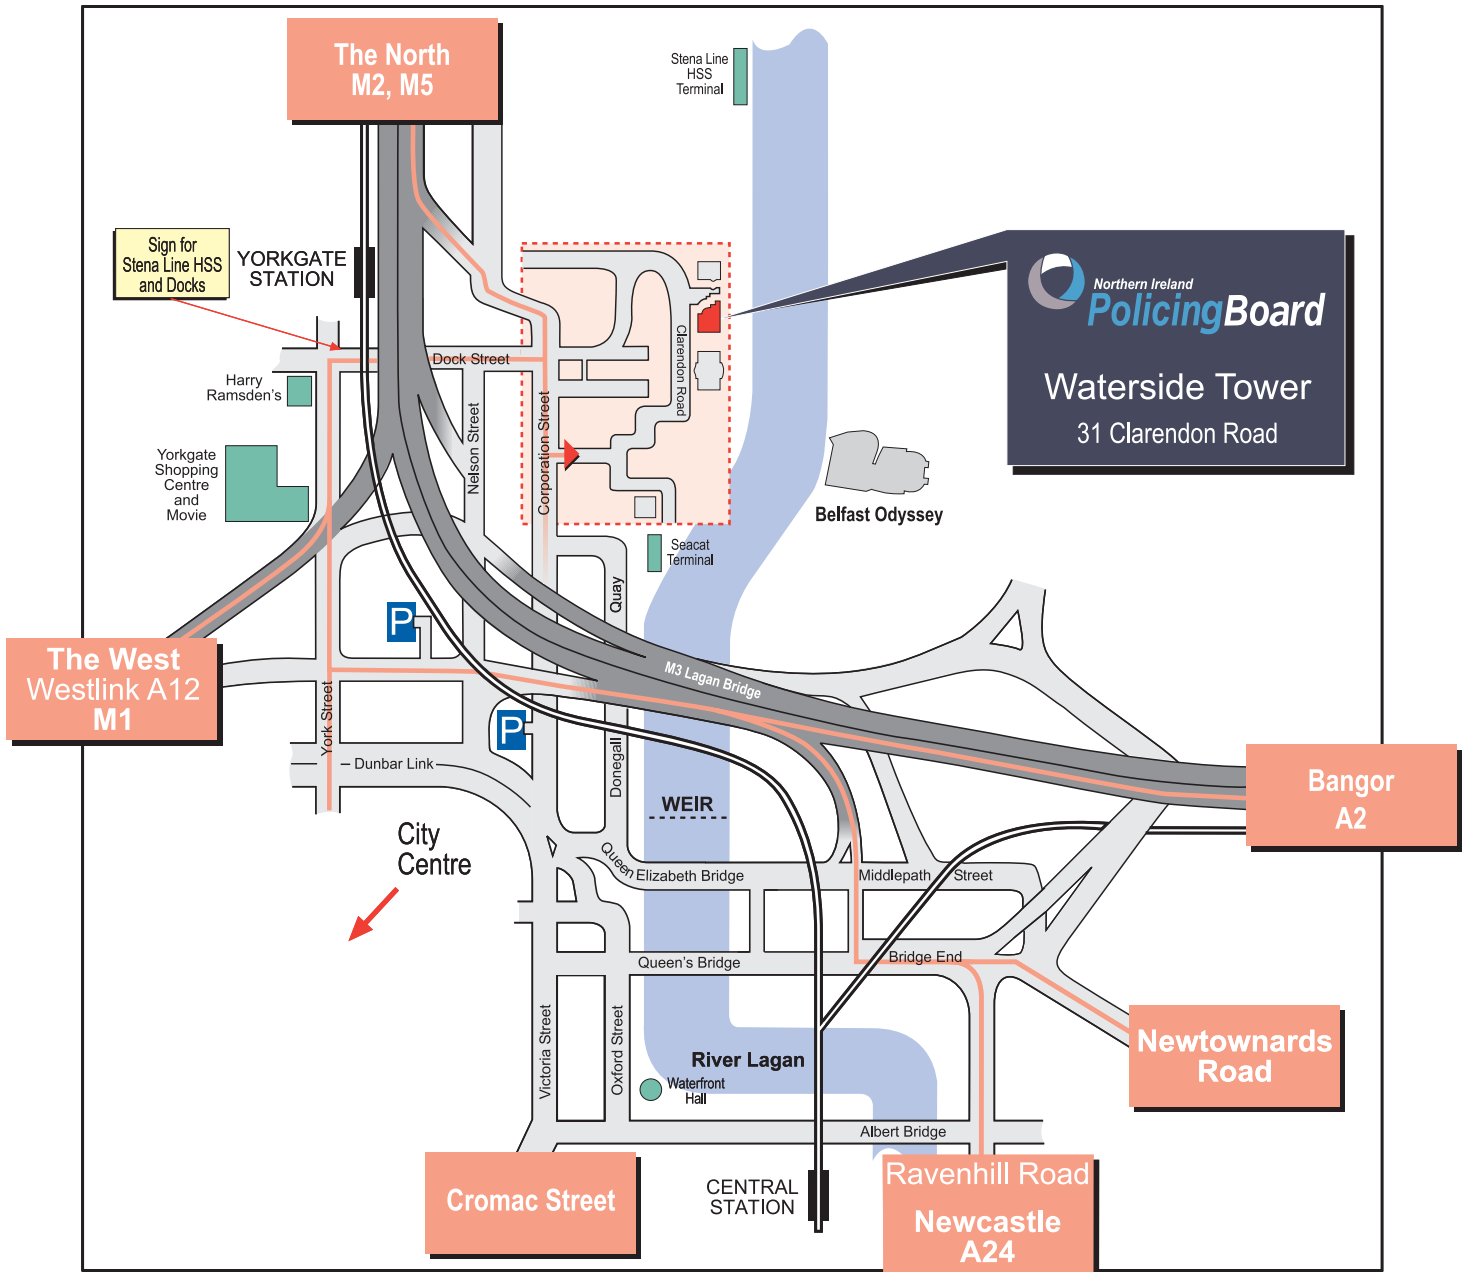 The North
M2, M5
Stena Line
HSS
Terminal
Sign for
Stena Line HSS
and Docks
YORKGATE
STATION
Northern Ireland
PolicingBoard
Waterside Tower
31 Clarendon Road
Dock Street
Clarendon Road
Harry
Ramsden's
Nelson Street
Corporation Street
Yorkgate
Shopping
Centre
and
Movie
Belfast Odyssey
Seacat
Terminal
Quay
P
The West
Westlink A12
M1
M3 Lagan Bridge
York Street
P
Donegall
Dunbar Link
Bangor
A2
WEIR
City
Centre
Queen
Elizabeth Bridge
Middlepath
Street
Queen's Bridge
Bridge End
Victoria Street
Oxford Street
River Lagan
Newtownards
Road
Waterfront
Hall
Albert Bridge
Cromac Street
CENTRAL
STATION
Ravenhill Road
Newcastle
A24